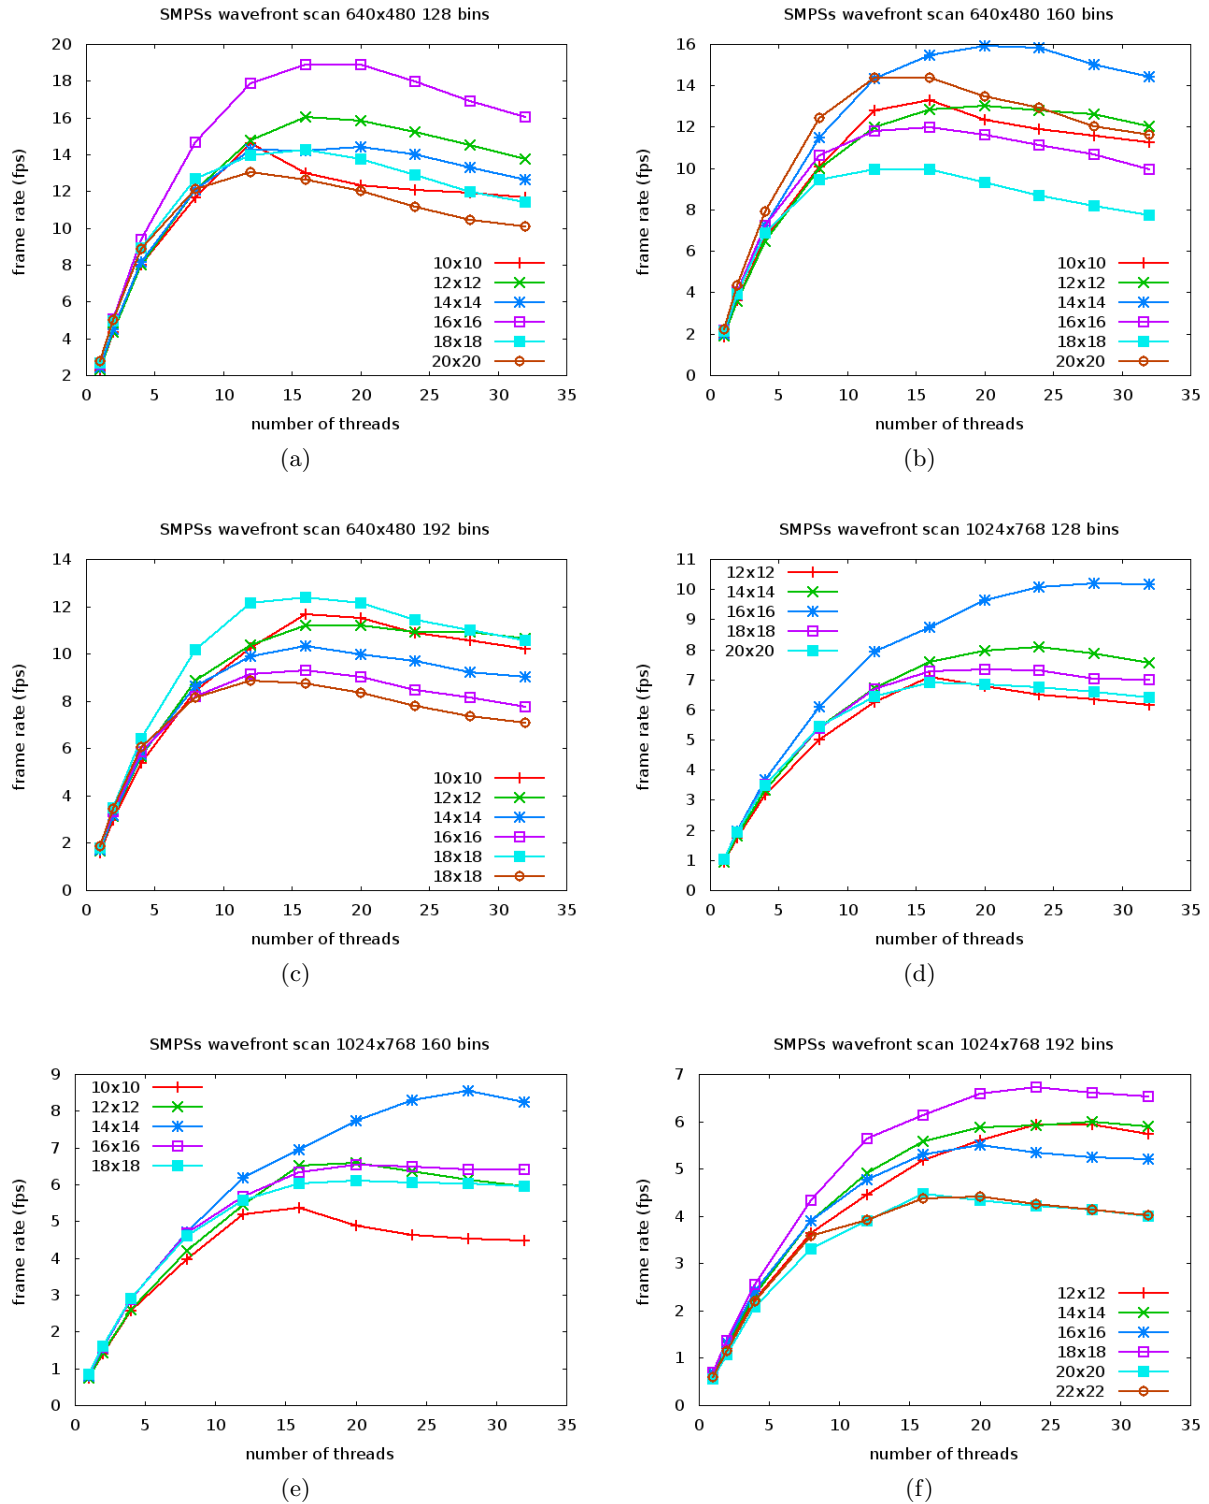 SMPSs wavefront scan 640x480 128 bins
frame rate (fps)
20
18
16
14
12
10
8
6
4
2
0 5 10 15 20 25 30 35
number of threads
10x10
12x12
14x14
16x16
18x18
20x20
(a)
SMPSs wavefront scan 640x480 160 bins
frame rate (fps)
16
14
12
10
8
6
4
2
0
0 5 10 15 20 25 30 35
number of threads
10x10
12x12
14x14
16x16
18x18
20x20
(b)
SMPSs wavefront scan 640x480 192 bins
frame rate (fps)
14
12
10
8
6
4
2
0
0 5 10 15 20 25 30 35
number of threads
10x10
12x12
14x14
16x16
18x18
18x18
(c)
SMPSs wavefront scan 1024x768 128 bins
frame rate (fps)
11
10
9
8
7
6
5
4
3
2
1
0
0 5 10 15 20 25 30 35
number of threads
12x12
14x14
16x16
18x18
20x20
(d)
SMPSs wavefront scan 1024x768 160 bins
frame rate (fps)
9
8
7
6
5
4
3
2
1
0
0 5 10 15 20 25 30 35
number of threads
10x10
12x12
14x14
16x16
18x18
(e)
SMPSs wavefront scan 1024x768 192 bins
frame rate (fps)
7
6
5
4
3
2
1
0
0 5 10 15 20 25 30 35
number of threads
12x12
14x14
16x16
18x18
20x20
22x22
(f)